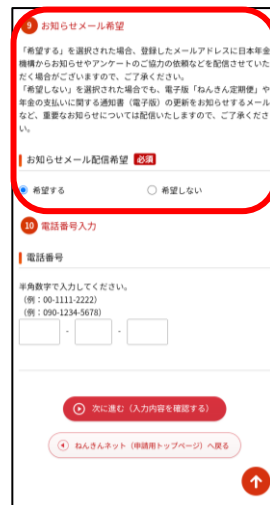 9 お知らせメール希望
「希望する」を選択された場合、登録したメールアドレスに日本年金
機構からお知らせやアンケートのご協力の依頼などを配信させていた
だく場合がございますので、ご了承ください。
「希望しない」を選択された場合でも、電子版「ねんきん定期便」や
年金の支払いに関する通知書（電子版）の更新をお知らせするメール
など、重要なお知らせについては配信いたしますので、ご了承くださ
い。
お知らせメール配信希望 必須
希望する 希望しない
10 電話番号入力
電話番号
半角数字で入力してください。
（例：00-1111-2222）
（例：090-1234-5678）
- -
次に進む（入力内容を確認する）
ねんきんネット（申請用トップページ）へ戻る